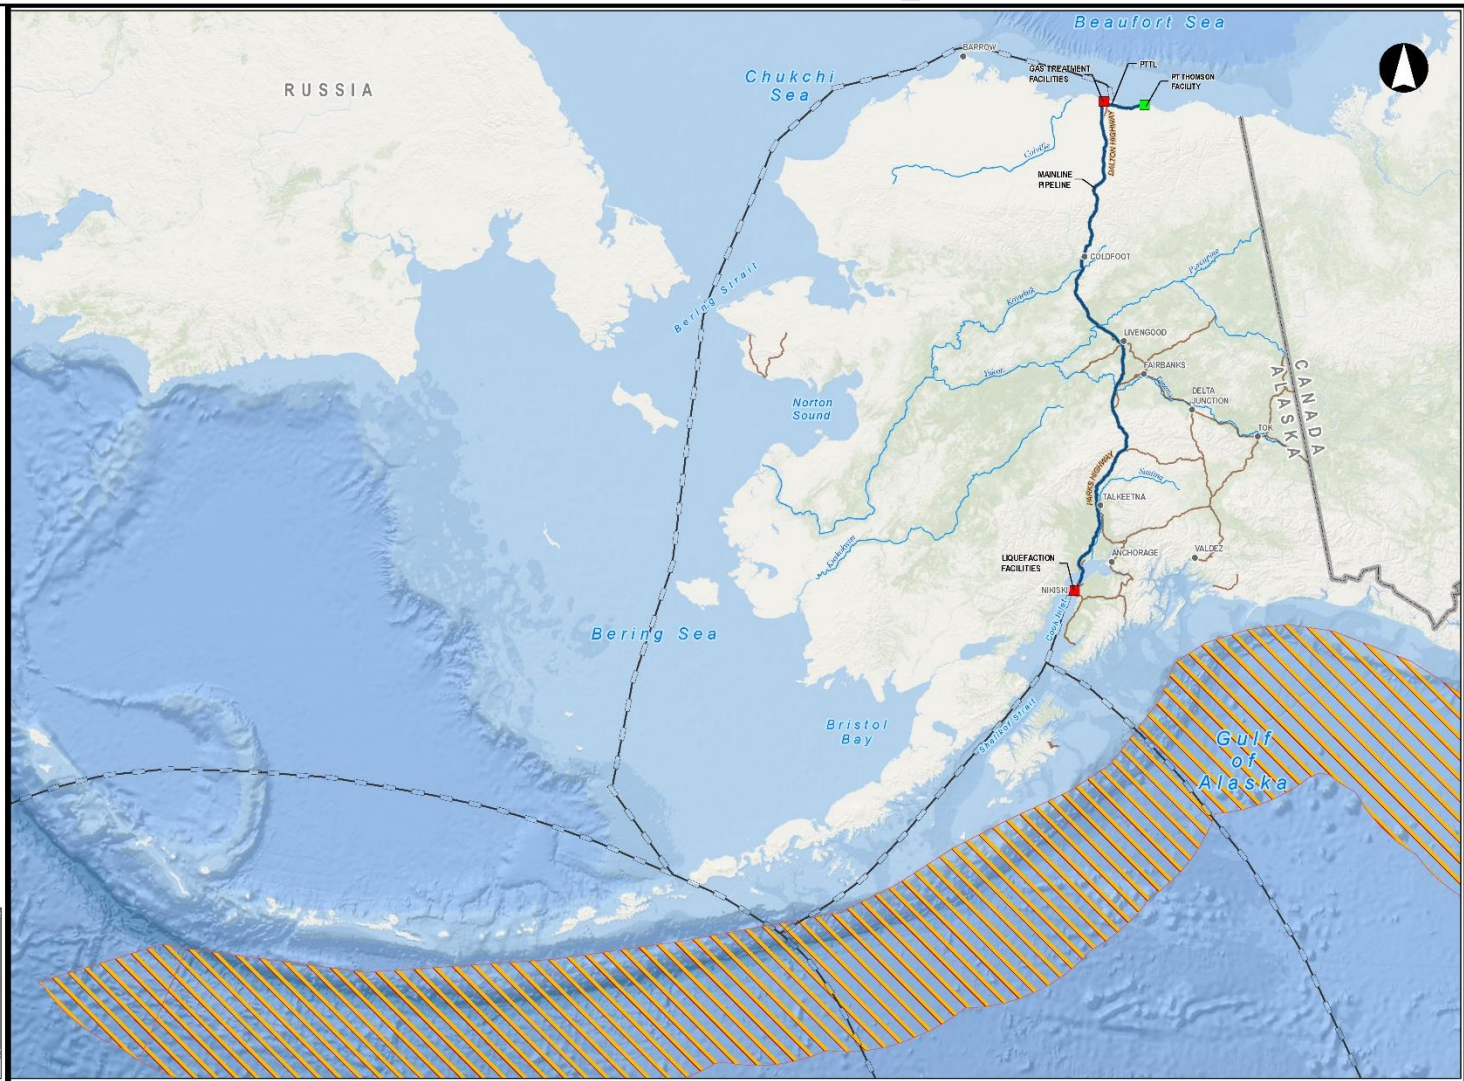 Beaufort Sea
BARROW
RUSSIA
Chukchi
Sea
GAS TREATMENT
FACILITIES
PTTL
PT THOMSON
FACILITY
DALTON HIGHWAY
Colville
MAINLINE
PIPELINE
COLDFOOT
Porcupine
Koyukuk
Bering Strait
LIVENGOOD
FAIRBANKS
Yukon
Tanana
DELTA
JUNCTION
CANADA
ALASKA
Norton
Sound
TOK
PARKS HIGHWAY
Susitna
TALKEETNA
Kuskokwim
ANCHORAGE
VALDEZ
LIQUEFACTION
FACILITIES
NIKISKI
Cook Inlet
Bering Sea
Shelikof Strait
Bristol
Bay
Gulf
of
Alaska